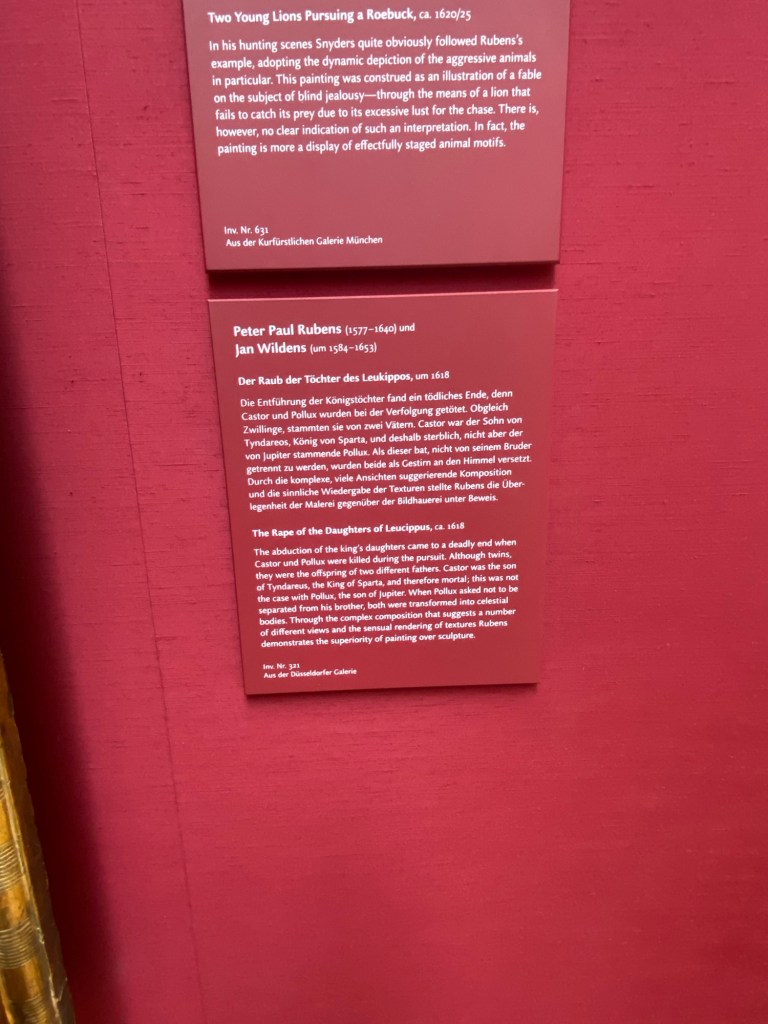 Two Young Lions Pursuing a Roebuck, ca. 1620/25
In his hunting scenes Snyders quite obviously followed Rubens's
example, adopting the dynamic depiction of the aggressive animals
in particular. This painting was construed as an illustration of a fable
on the subject of blind jealousy—through the means of a lion that
fails to catch its prey due to its excessive lust for the chase. There is,
however, no clear indication of such an interpretation. In fact, the
painting is more a display of effectfully staged animal motifs.
Inv. Nr. 631
Aus der Kurfürstlichen Galerie München
Peter Paul Rubens (1577–1640) und
Jan Wildens (um 1584–1653)
Der Raub der Töchter des Leukippos, um 1618
Die Entführung der Königstöchter fand ein tödliches Ende, denn
Castor und Pollux wurden bei der Verfolgung getötet. Obgleich
Zwillinge, stammten sie von zwei Vätern. Castor war der Sohn von
Tyndareos, König von Sparta, und deshalb sterblich, nicht aber der
von Jupiter stammende Pollux. Als dieser bat, nicht von seinem Bruder
getrennt zu werden, wurden beide als Gestirn an den Himmel versetzt.
Durch die komplexe, viele Ansichten suggerierende Komposition
und die sinnliche Wiedergabe der Texturen stellte Rubens die Über-
legenheit der Malerei gegenüber der Bildhauerei unter Beweis.
The Rape of the Daughters of Leucippus, ca. 1618
The abduction of the king's daughters came to a deadly end when
Castor und Pollux were killed during the pursuit. Although twins,
they were the offspring of two different fathers. Castor was the son
of Tyndareus, the King of Sparta, and therefore mortal; this was not
the case with Pollux, the son of Jupiter. When Pollux asked not to be
separated from his brother, both were transformed into celestial
bodies. Through the complex composition that suggests a number
of different views and the sensual rendering of textures Rubens
demonstrates the superiority of painting over sculpture.
Inv. Nr. 321
Aus der Düsseldorfer Galerie